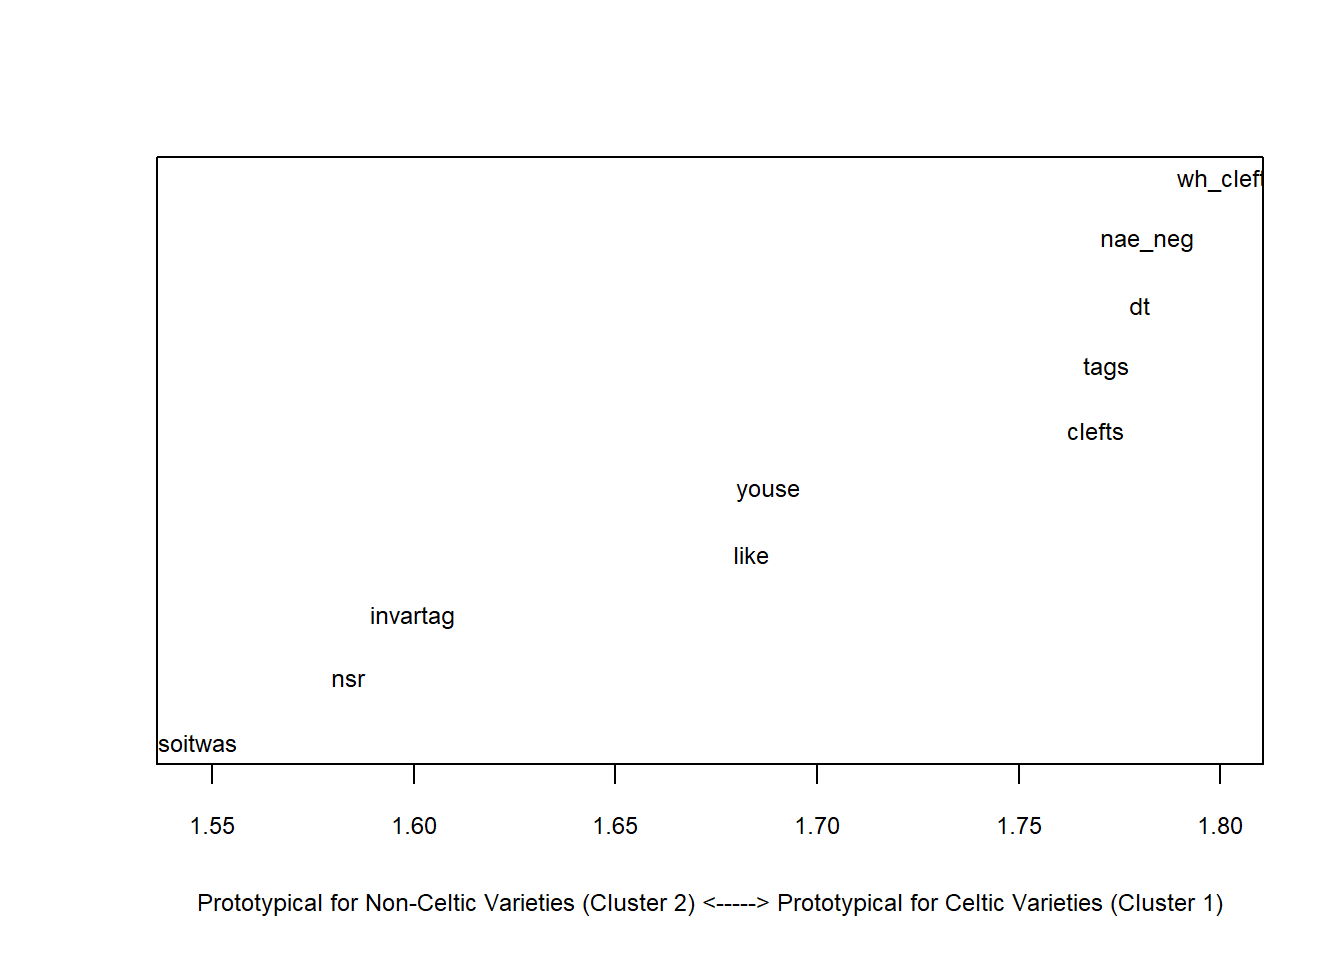 wh_cleft
nae_neg
dt
tags
clefts
youse
like
invartag
nsr
soitwas
1.55 1.60 1.65 1.70 1.75 1.80
Prototypical for Non-Celtic Varieties (Cluster 2) <-----> Prototypical for Celtic Varieties (Cluster 1)